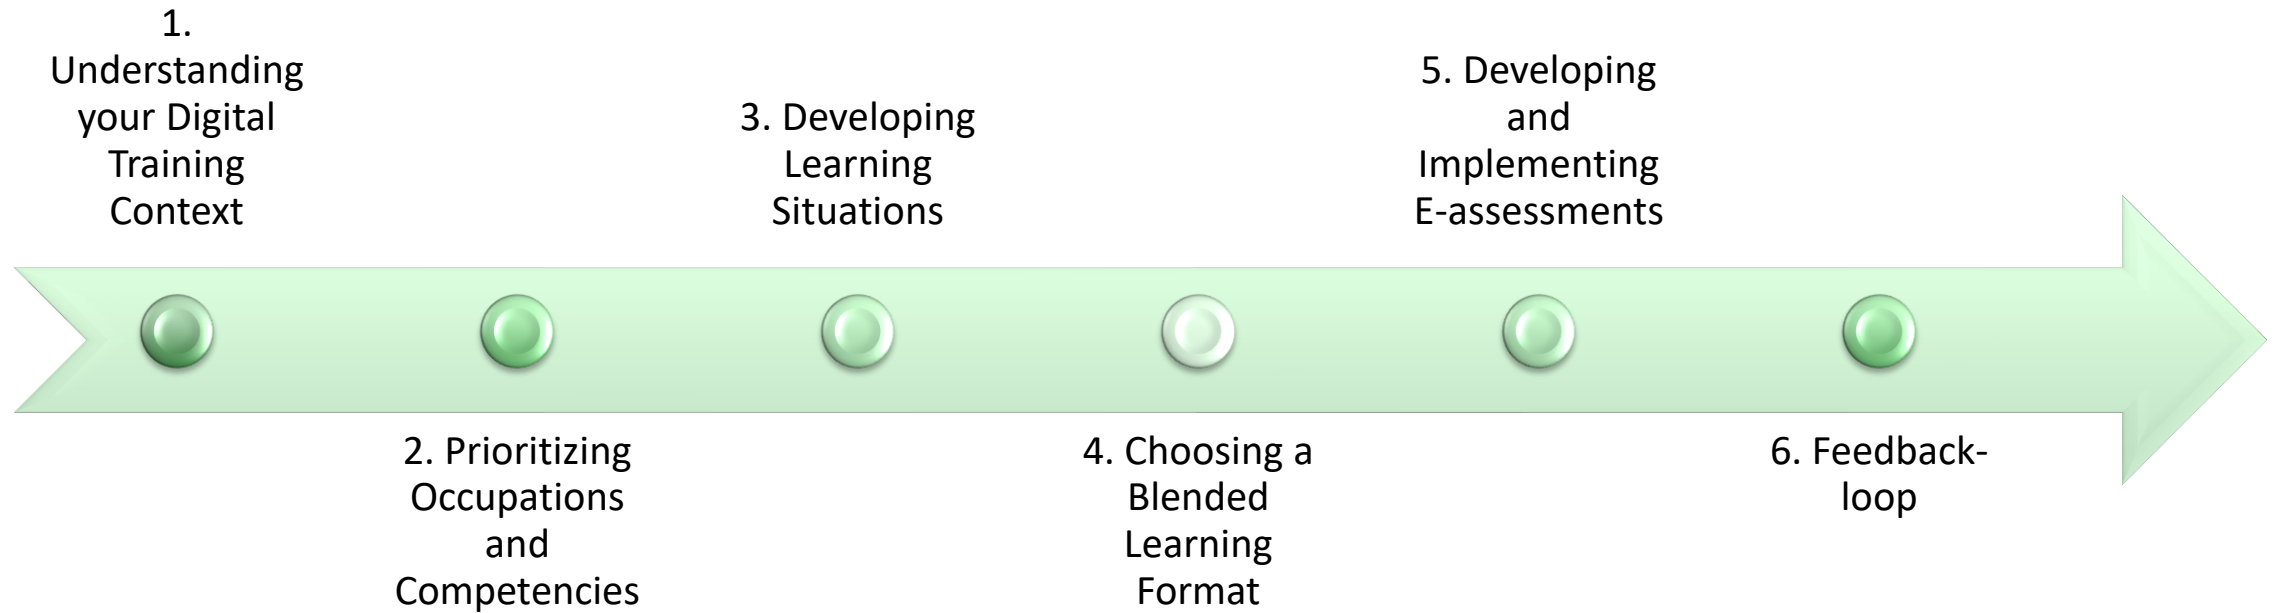 1.
Understanding
your Digital
Training
Context
2. Prioritizing
Occupations
and
Competencies
3. Developing
Learning
Situations
4. Choosing a
Blended
Learning
Format
5. Developing
and
Implementing
E-assessments
6. Feedback-
loop